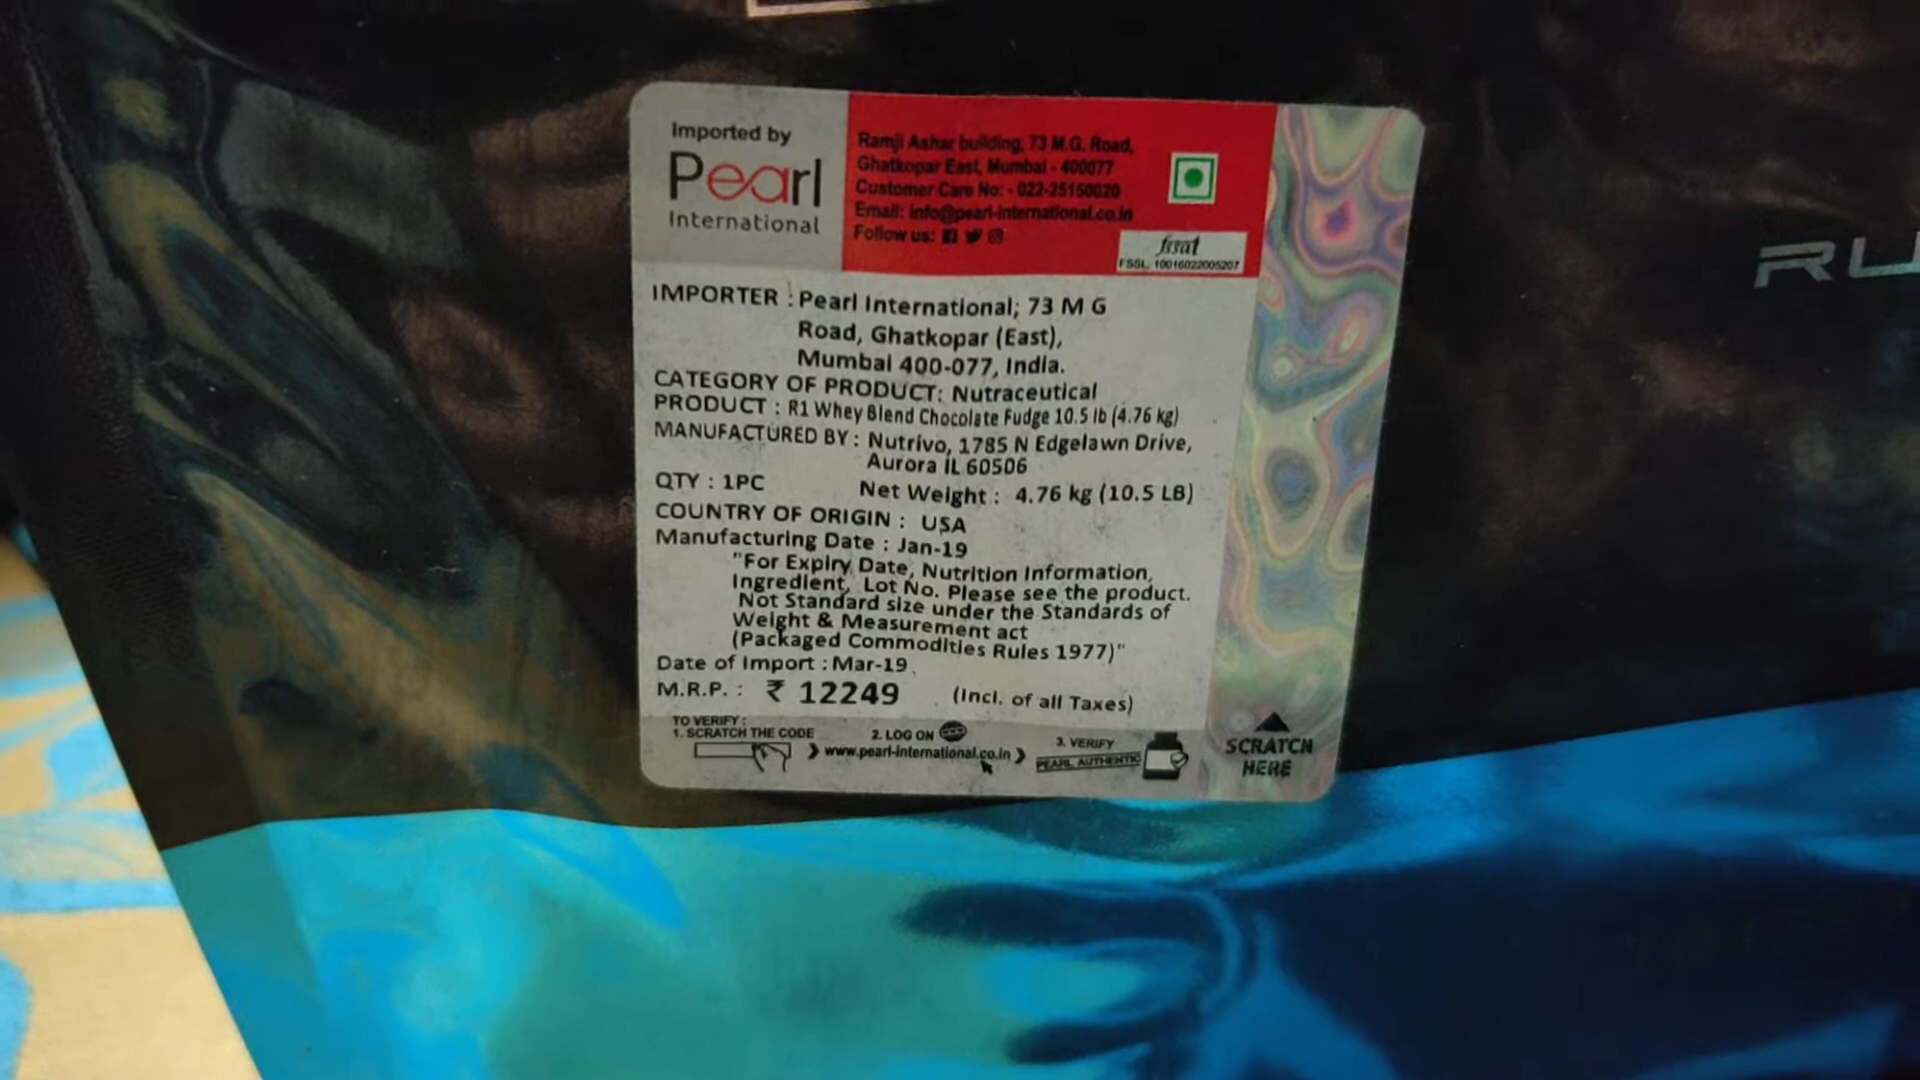 Imported by
Pearl
International
Ramji Ashar building, 73 M.G. Road,
Ghatkopar East, Mumbai - 400077
Customer Care No: - 022-25150020
Email: info@pearl-international.co.in
Follow us:
fssai
FSSL. 10016022005207
IMPORTER : Pearl International; 73 M G
Road, Ghatkopar (East),
Mumbai 400-077, India.
CATEGORY OF PRODUCT: Nutraceutical
PRODUCT : R1 Whey Blend Chocolate Fudge 10.5 lb (4.76 kg)
MANUFACTURED BY : Nutrivo, 1785 N Edgelawn Drive,
Aurora IL 60506
QTY : 1PC Net Weight : 4.76 kg (10.5 LB)
COUNTRY OF ORIGIN : USA
Manufacturing Date : Jan-19
"For Expiry Date, Nutrition Information,
Ingredient, Lot No. Please see the product.
Not Standard size under the Standards of
Weight & Measurement act
(Packaged Commodities Rules 1977)"
Date of Import : Mar-19
M.R.P. : ₹ 12249 (Incl. of all Taxes)
TO VERIFY :
1. SCRATCH THE CODE 2. LOG ON 3. VERIFY
www.pearl-international.co.in PEARL AUTHENTIC
SCRATCH
HERE
RU